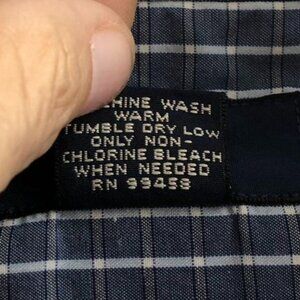 CHINE WASH
WARM
TUMBLE DRY LOW
ONLY NON-
CHLORINE BLEACH
WHEN NEEDED
RN 99458